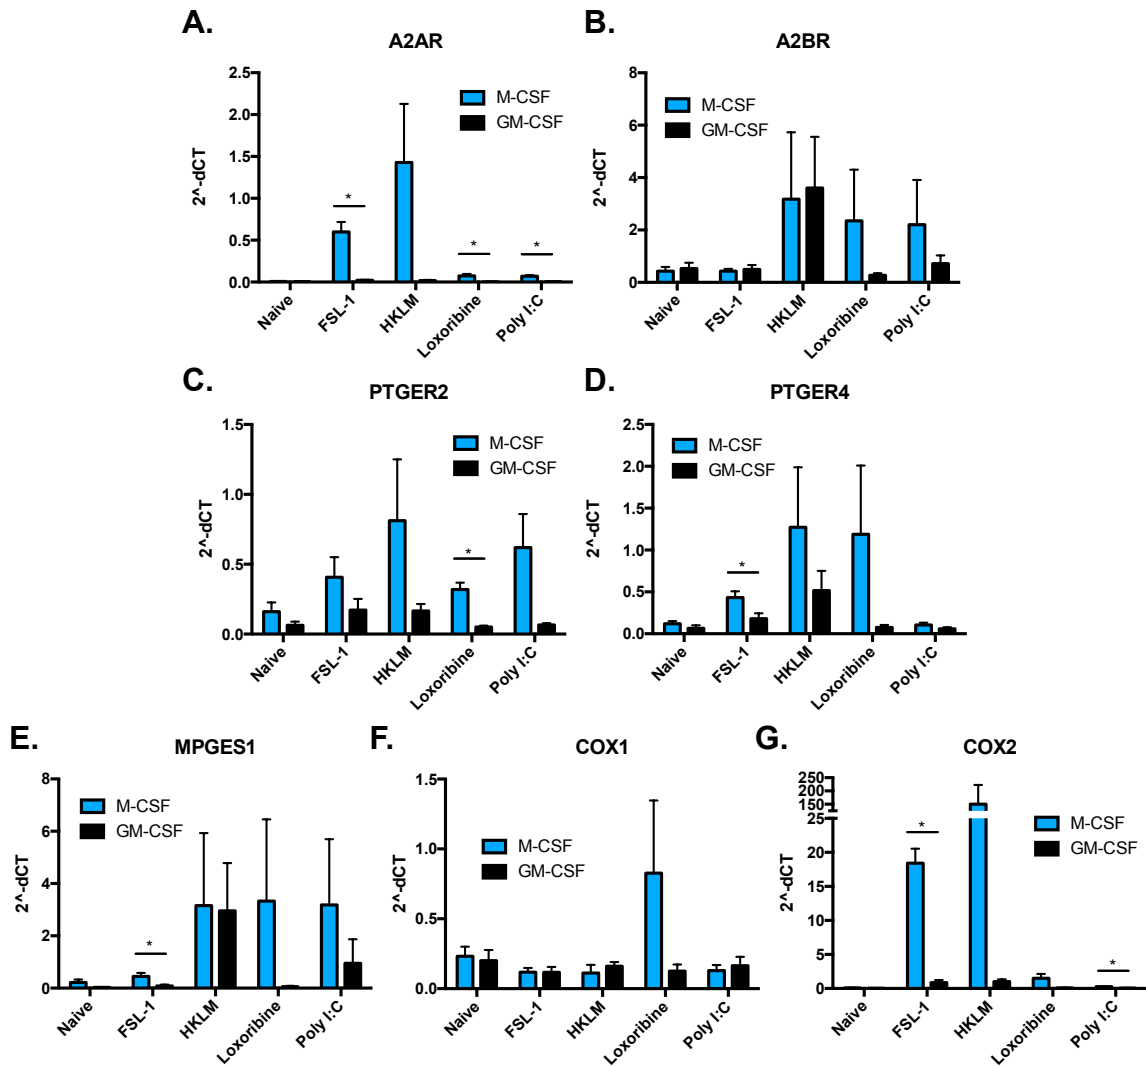 A.
A2AR
2^-dCT
2.5
2.0
1.5
1.0
0.5
0.0
M-CSF
GM-CSF
*
*
*
Naive
FSL-1
HKLM
Loxoribine
Poly I:C
B.
A2BR
2^-dCT
8
6
4
2
0
M-CSF
GM-CSF
Naive
FSL-1
HKLM
Loxoribine
Poly I:C
C.
PTGER2
2^-dCT
1.5
1.0
0.5
0.0
M-CSF
GM-CSF
*
Naive
FSL-1
HKLM
Loxoribine
Poly I:C
D.
PTGER4
2^-dCT
2.5
2.0
1.5
1.0
0.5
0.0
M-CSF
GM-CSF
*
Naive
FSL-1
HKLM
Loxoribine
Poly I:C
E.
MPGES1
2^-dCT
8
6
4
2
0
M-CSF
GM-CSF
*
Naive
FSL-1
HKLM
Loxoribine
Poly I:C
F.
COX1
2^-dCT
1.5
1.0
0.5
0.0
M-CSF
GM-CSF
Naive
FSL-1
HKLM
Loxoribine
Poly I:C
G.
COX2
2^-dCT
250
200
150
100
25
20
15
10
5
0
M-CSF
GM-CSF
*
*
Naive
FSL-1
HKLM
Loxoribine
Poly I:C